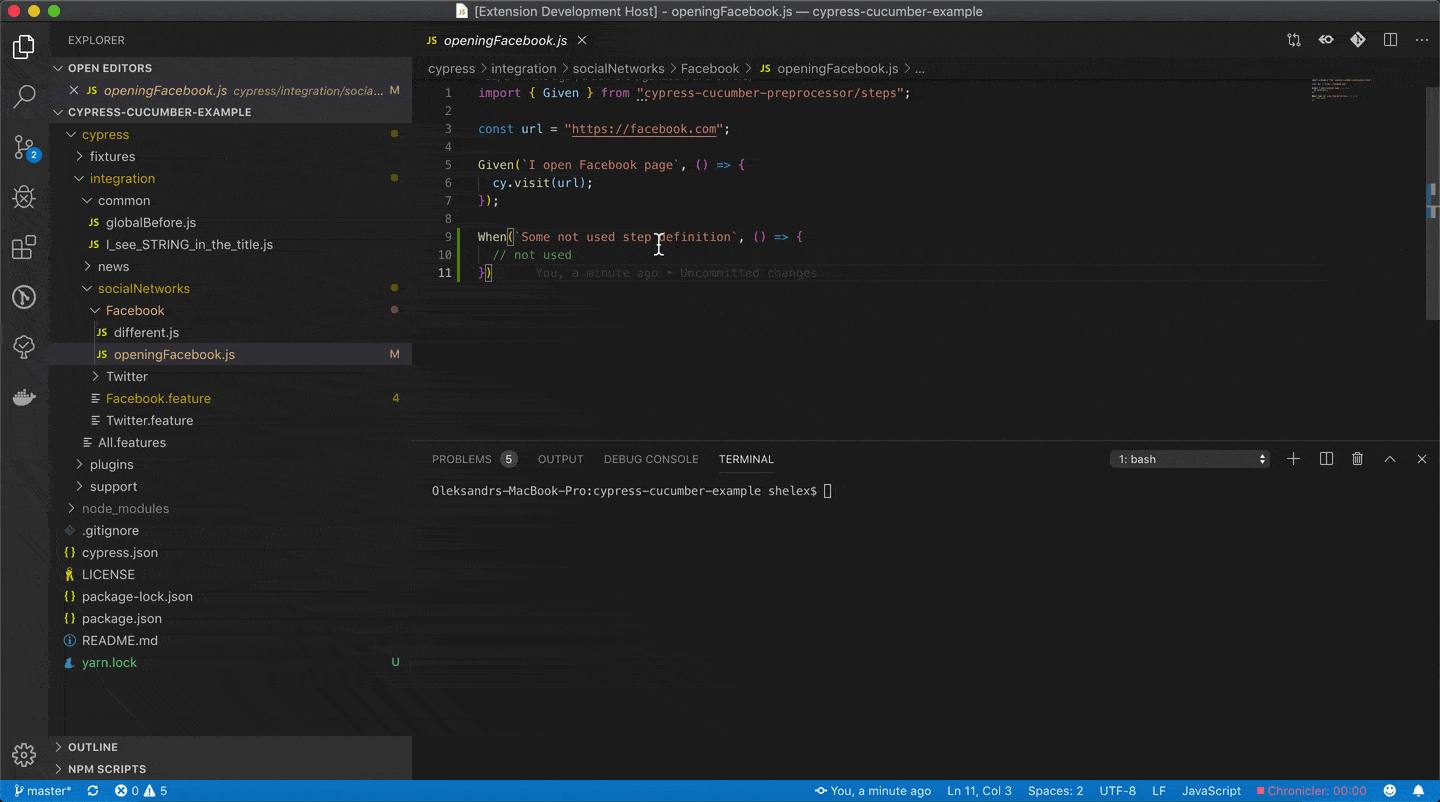 [Extension Development Host] - openingFacebook.js — cypress-cucumber-example
EXPLORER
OPEN EDITORS
JS openingFacebook.js cypress/integration/socia... M
CYPRESS-CUCUMBER-EXAMPLE
cypress
fixtures
integration
common
JS globalBefore.js
JS I_see_STRING_in_the_title.js
news
socialNetworks
Facebook
JS different.js
JS openingFacebook.js M
Twitter
Facebook.feature 4
Twitter.feature
All.features
plugins
support
node_modules
.gitignore
{} cypress.json
LICENSE
{} package-lock.json
{} package.json
README.md
yarn.lock U
OUTLINE
NPM SCRIPTS
2
JS openingFacebook.js
cypress > integration > socialNetworks > Facebook > JS openingFacebook.js > ...
1 import { Given } from "cypress-cucumber-preprocessor/steps";
2
3 const url = "https://facebook.com";
4
5 Given(`I open Facebook page`, () => {
6 cy.visit(url);
7 });
8
9 When(`Some not used step definition`, () => {
10 // not used
11 }) You, a minute ago • Uncommitted changes
PROBLEMS 5 OUTPUT DEBUG CONSOLE TERMINAL 1: bash
Oleksandrs-MacBook-Pro:cypress-cucumber-example shelex$
master* 0 5 You, a minute ago Ln 11, Col 3 Spaces: 2 UTF-8 LF JavaScript Chronicler: 00:00